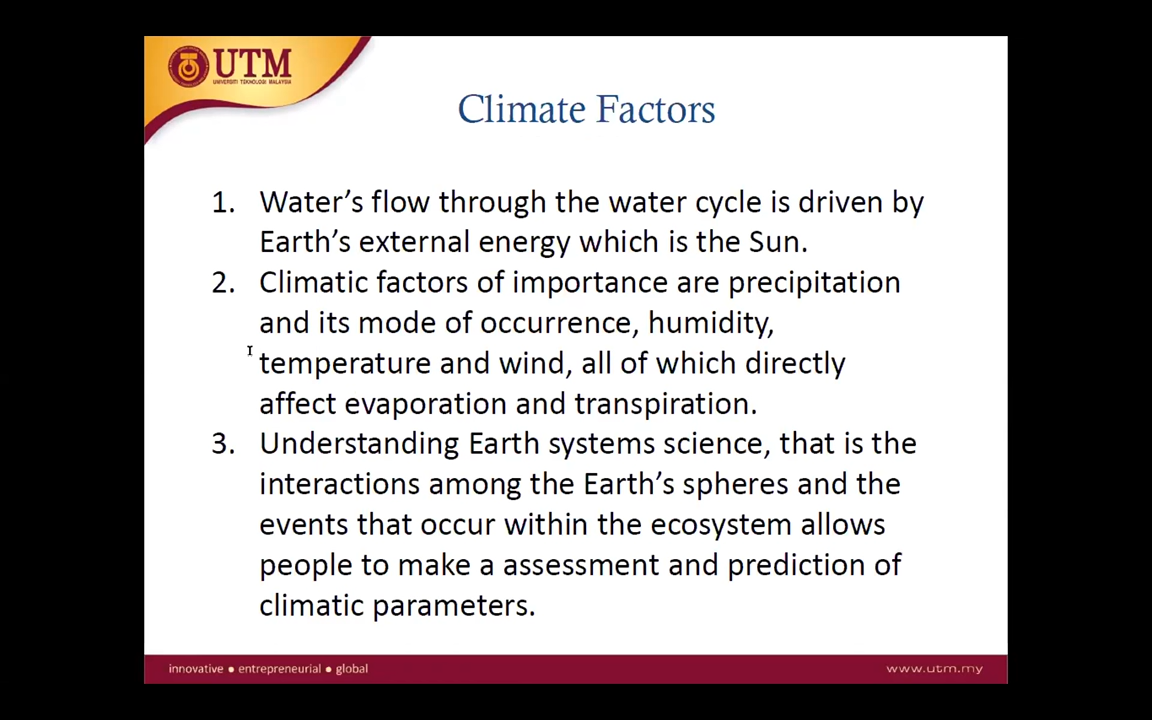 UTM
UNIVERSITI TEKNOLOGI MALAYSIA
Climate Factors
1. Water’s flow through the water cycle is driven by
Earth’s external energy which is the Sun.
2. Climatic factors of importance are precipitation
and its mode of occurrence, humidity,
temperature and wind, all of which directly
affect evaporation and transpiration.
3. Understanding Earth systems science, that is the
interactions among the Earth’s spheres and the
events that occur within the ecosystem allows
people to make a assessment and prediction of
climatic parameters.
innovative ● entrepreneurial ● global
www.utm.my